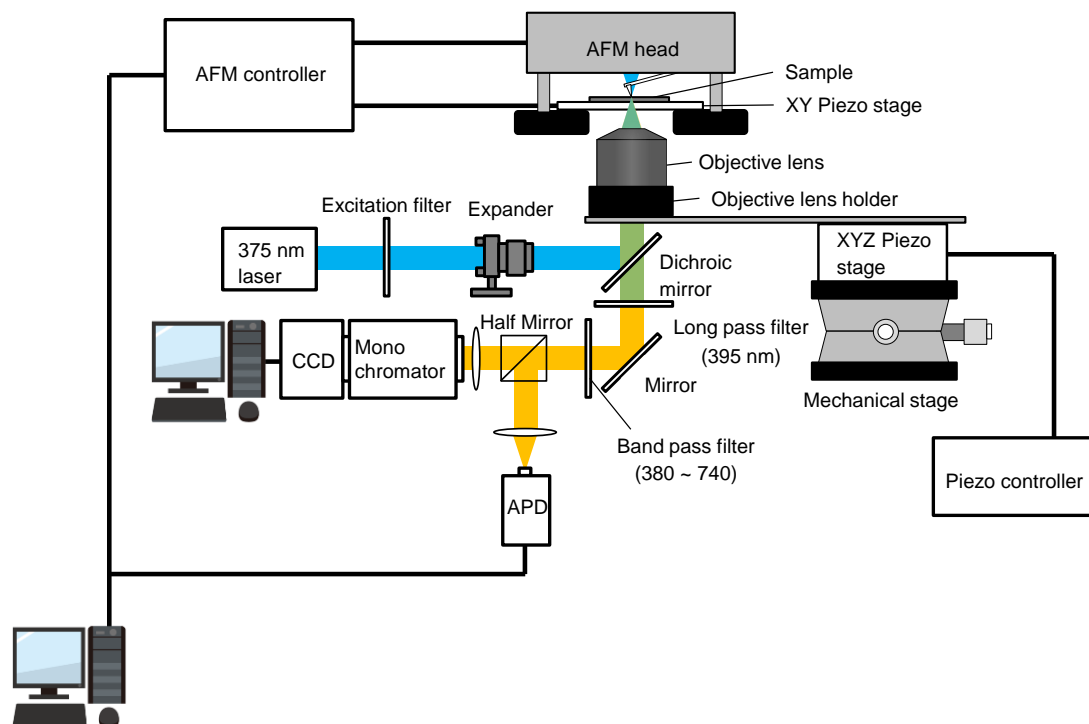 AFM head
AFM controller
Sample
XY Piezo stage
Objective lens
Objective lens holder
Excitation filter
Expander
375 nm
laser
XYZ Piezo
stage
Dichroic
mirror
Half Mirror
Long pass filter
(395 nm)
CCD
Mono
chromator
Mirror
Mechanical stage
Band pass filter
(380 ~ 740)
Piezo controller
APD